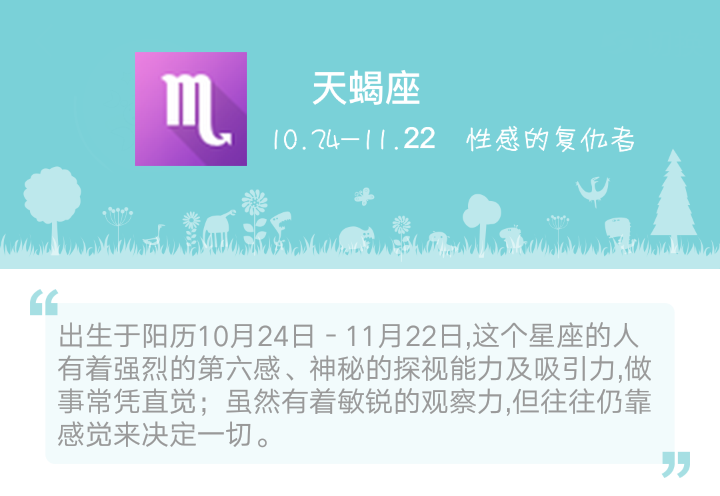 天蝎座
10.24-11.22 性感的复仇者
出生于阳历10月24日-11月22日,这个星座的人
有着强烈的第六感、神秘的探视能力及吸引力,做
事常凭直觉；虽然有着敏锐的观察力,但往往仍靠
感觉来决定一切。